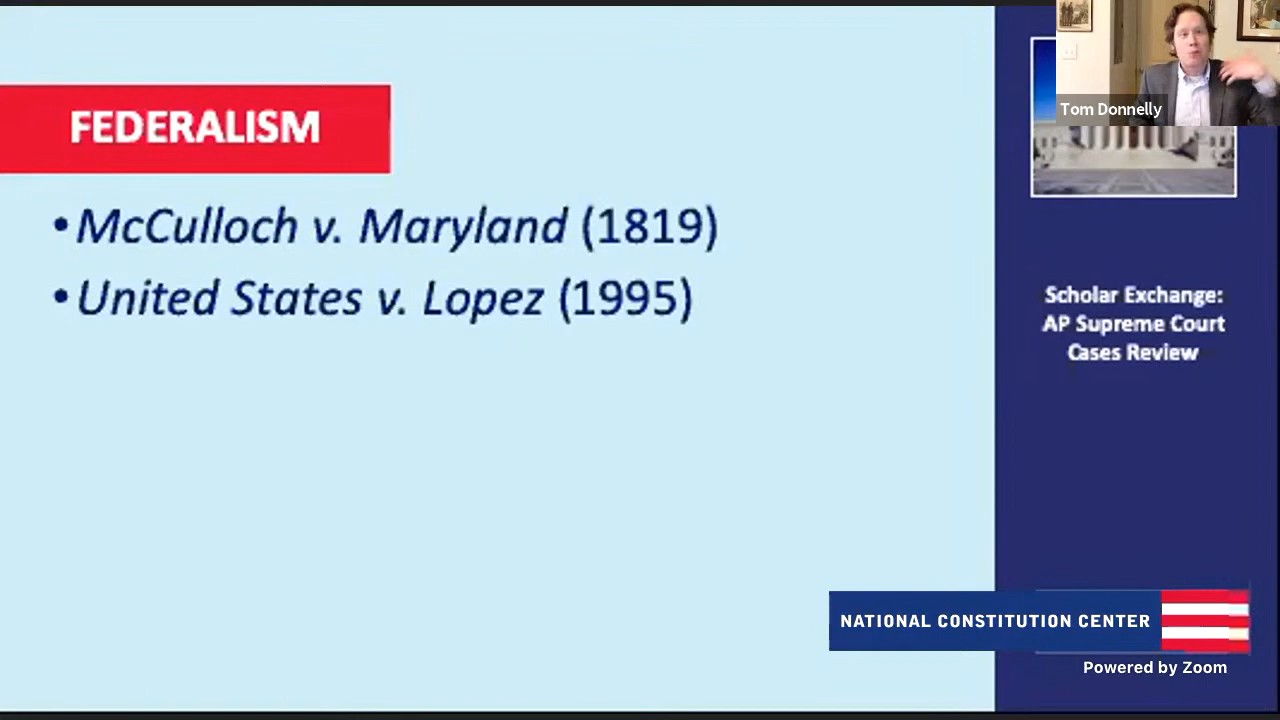 FEDERALISM
•McCulloch v. Maryland (1819)
•United States v. Lopez (1995)
Tom Donnelly
Scholar Exchange:
AP Supreme Court
Cases Review
NATIONAL CONSTITUTION CENTER
Powered by Zoom